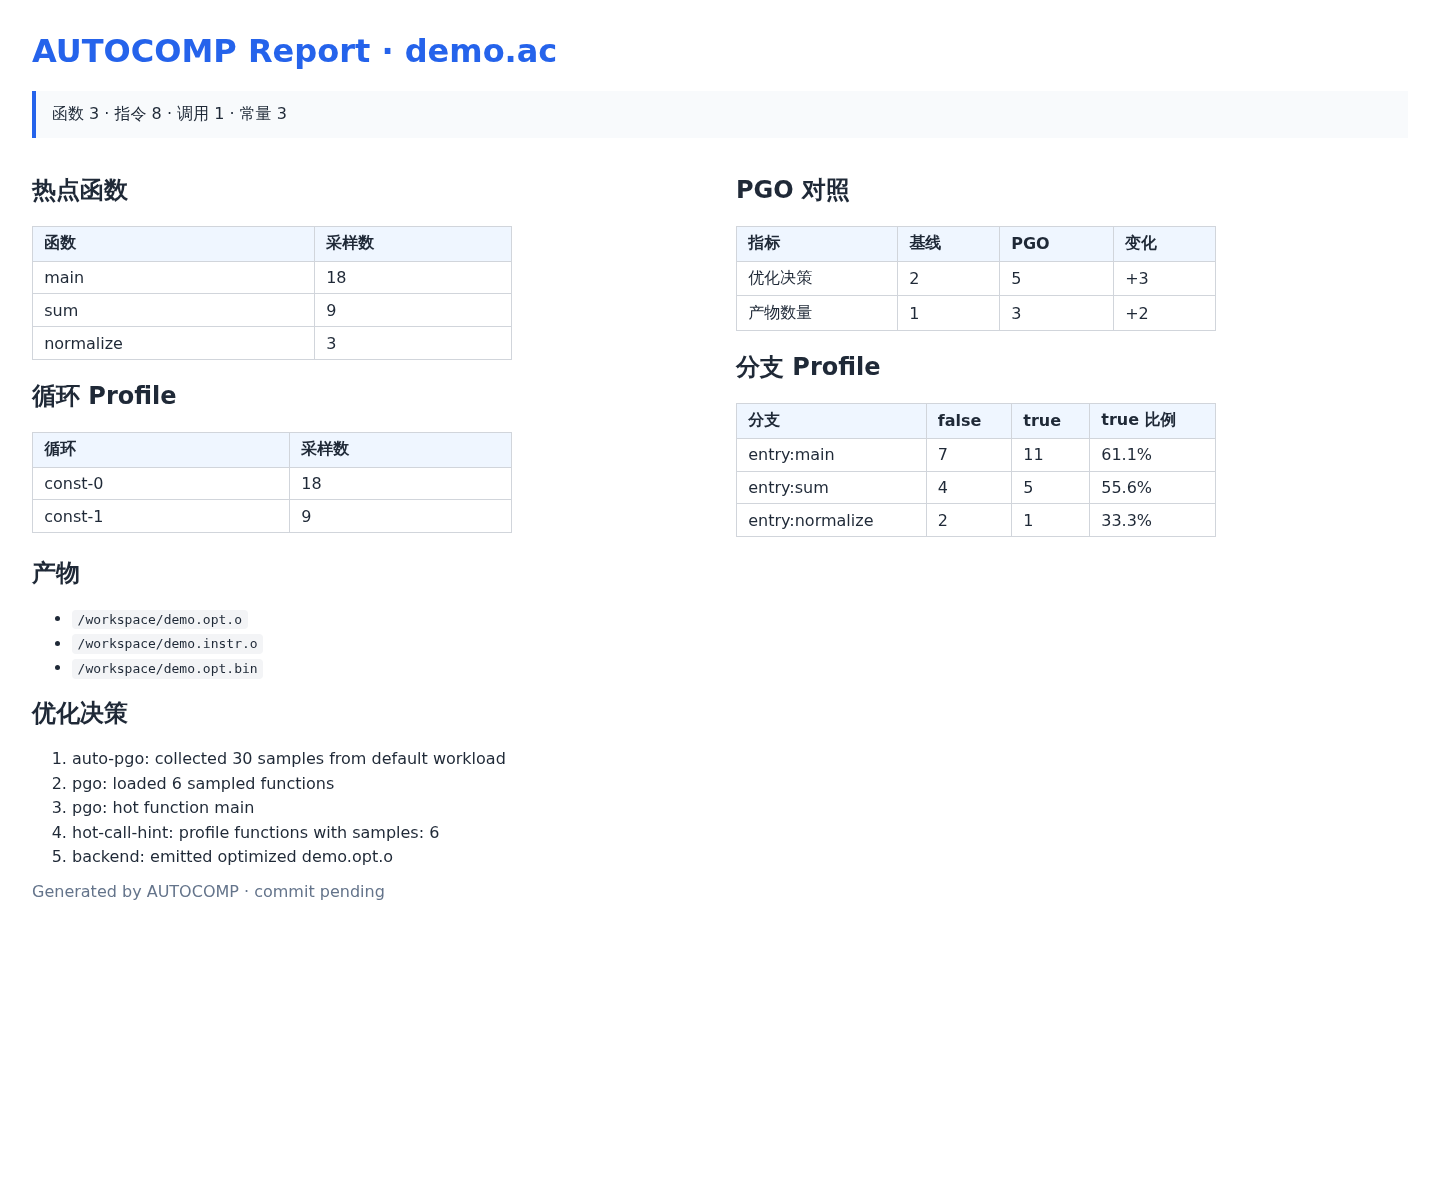 AUTOCOMP Report · demo.ac
函数 3 · 指令 8 · 调用 1 · 常量 3
热点函数
函数 采样数
main 18
sum 9
normalize 3
循环 Profile
循环 采样数
const-0 18
const-1 9
PGO 对照
指标 基线 PGO 变化
优化决策 2 5 +3
产物数量 1 3 +2
分支 Profile
分支 false true true 比例
entry:main 7 11 61.1%
entry:sum 4 5 55.6%
entry:normalize 2 1 33.3%
产物
• /workspace/demo.opt.o
• /workspace/demo.instr.o
• /workspace/demo.opt.bin
优化决策
1. auto-pgo: collected 30 samples from default workload
2. pgo: loaded 6 sampled functions
3. pgo: hot function main
4. hot-call-hint: profile functions with samples: 6
5. backend: emitted optimized demo.opt.o
Generated by AUTOCOMP · commit pending